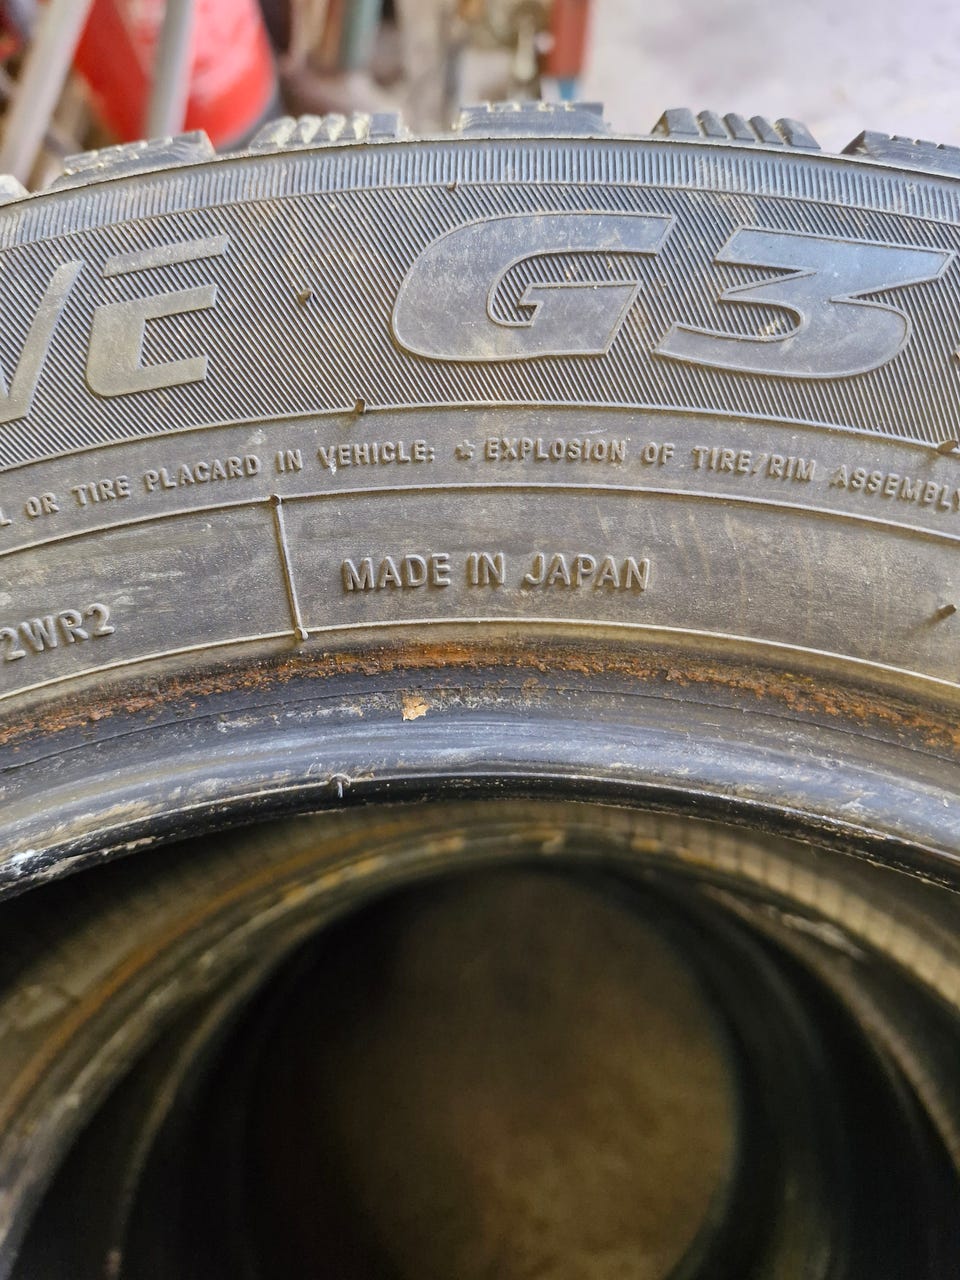 VE G3
L OR TIRE PLACARD IN VEHICLE: ☆ EXPLOSION OF TIRE/RIM ASSEMBLY
MADE IN JAPAN
2WR2